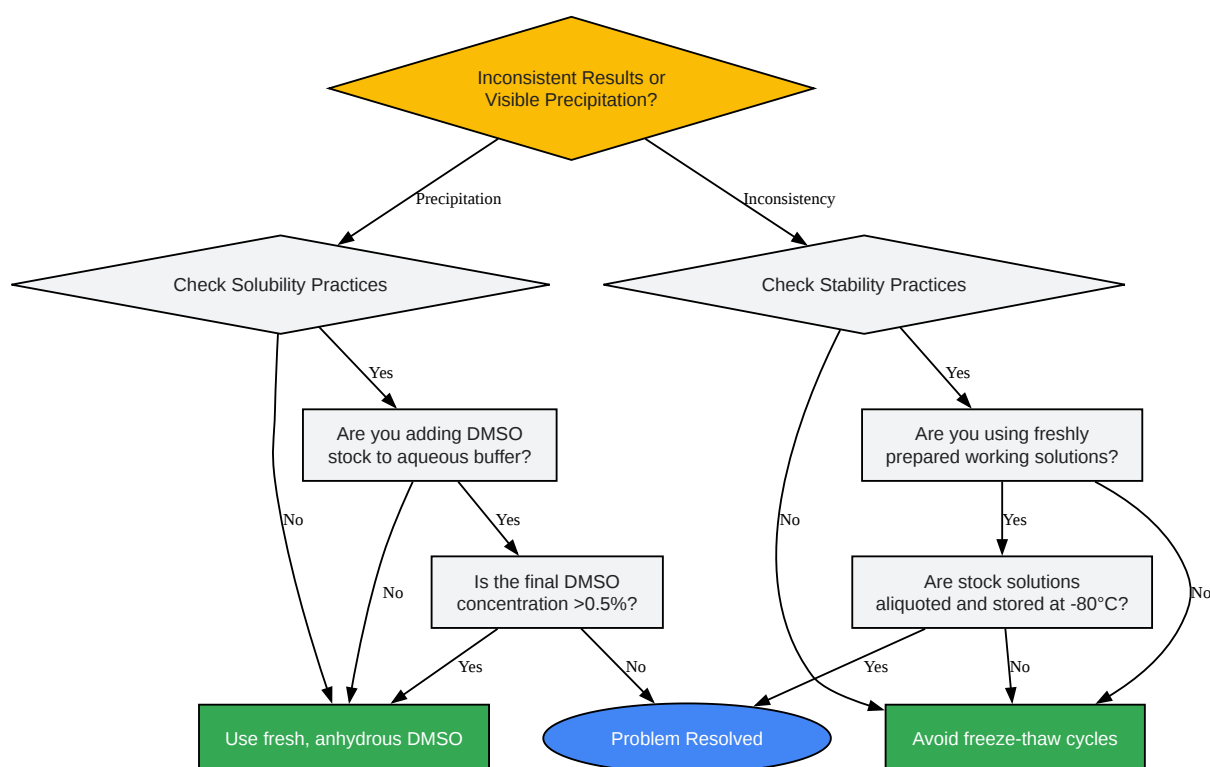 Inconsistent Results or
Visible Precipitation?
Precipitation
Inconsistency
Check Solubility Practices
Check Stability Practices
Yes
Yes
Are you adding DMSO
stock to aqueous buffer?
Are you using freshly
prepared working solutions?
No
Yes
No
Yes
Is the final DMSO
concentration >0.5%?
Are stock solutions
aliquoted and stored at -80°C?
No
No
Yes
No
Yes
No
Use fresh, anhydrous DMSO
Problem Resolved
Avoid freeze-thaw cycles